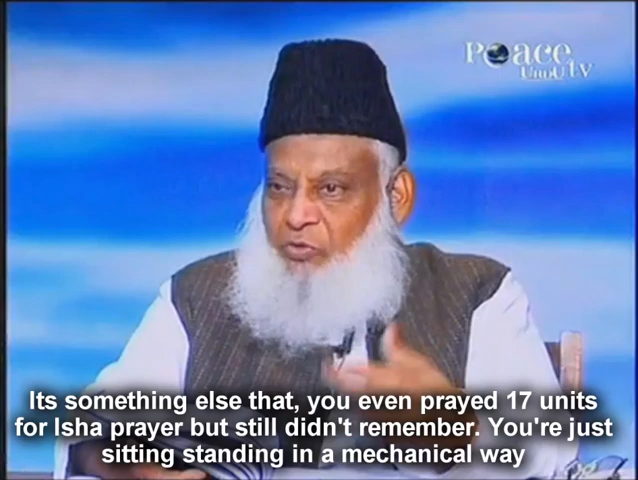 Peace
Urdu tv
Its something else that, you even prayed 17 units
for Isha prayer but still didn't remember. You're just
sitting standing in a mechanical way